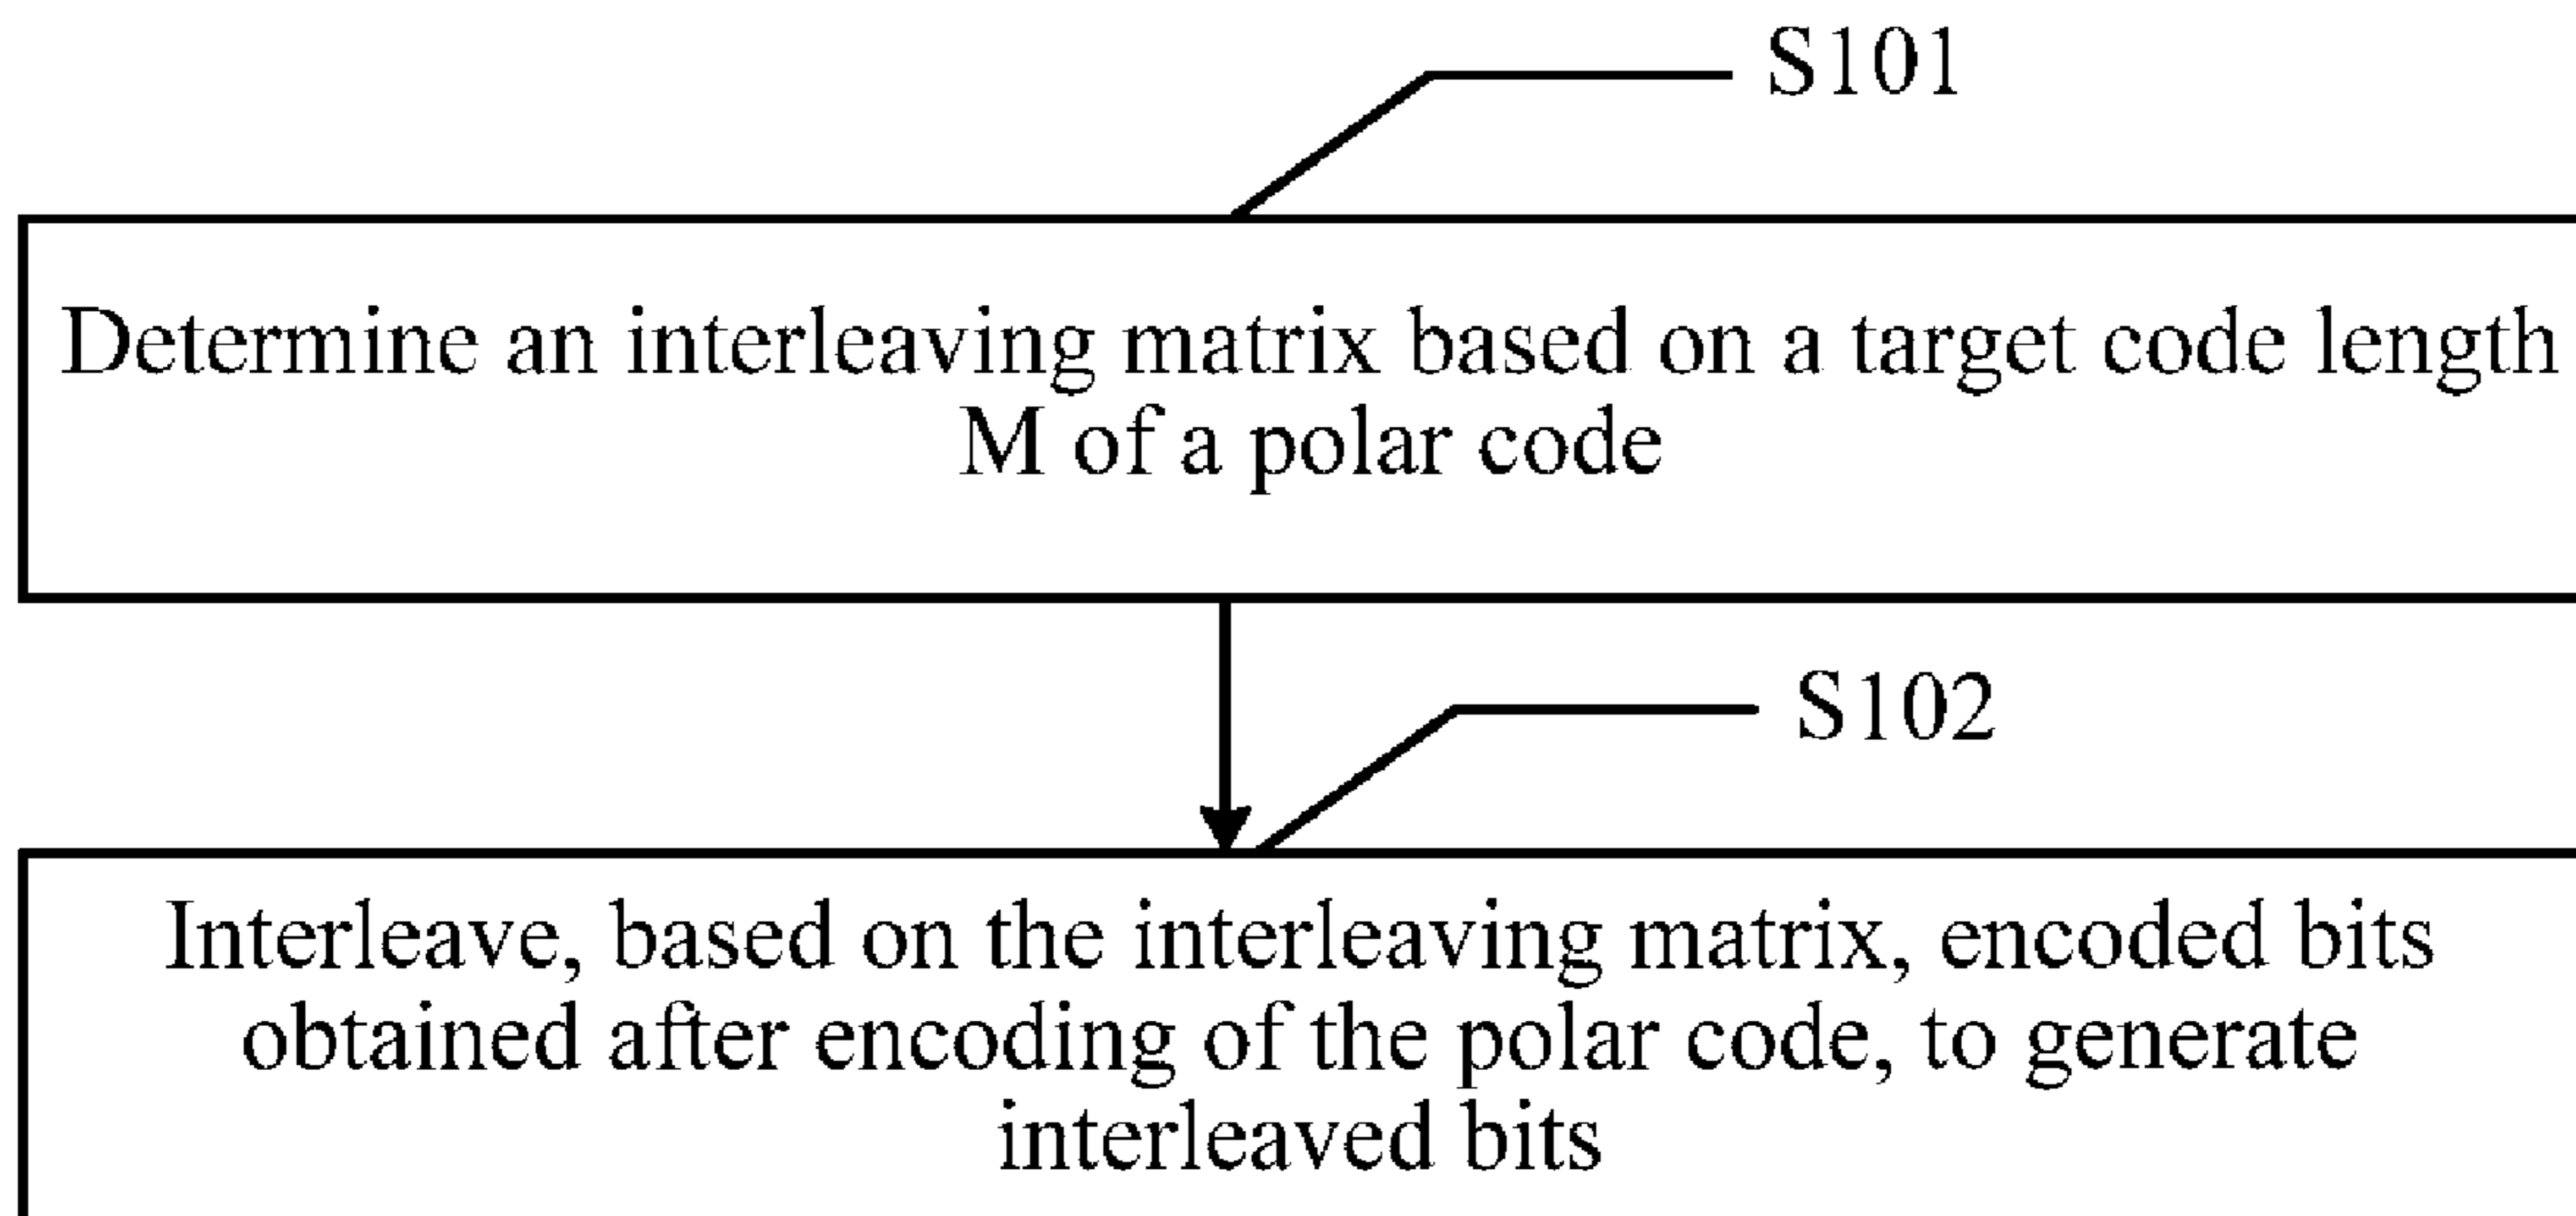 S101
Determine an interleaving matrix based on a target code length
M of a polar code
S102
Interleave, based on the interleaving matrix, encoded bits
obtained after encoding of the polar code, to generate
interleaved bits